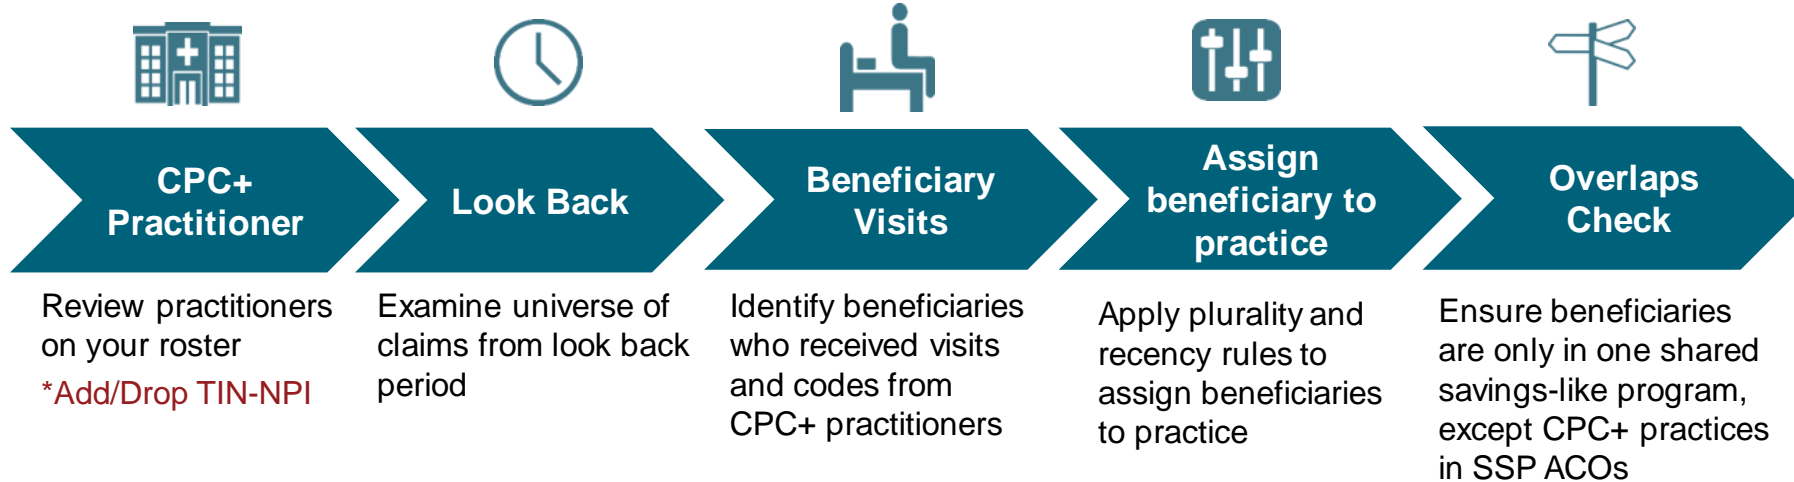 CPC+
Practitioner
Look Back
Beneficiary
Visits
Assign
beneficiary to
practice
Overlaps
Check
Review practitioners
on your roster
*Add/Drop TIN-NPI
Examine universe of
claims from look back
period
Identify beneficiaries
who received visits
and codes from
CPC+ practitioners
Apply plurality and
recency rules to
assign beneficiaries
to practice
Ensure beneficiaries
are only in one shared
savings-like program,
except CPC+ practices
in SSP ACOs